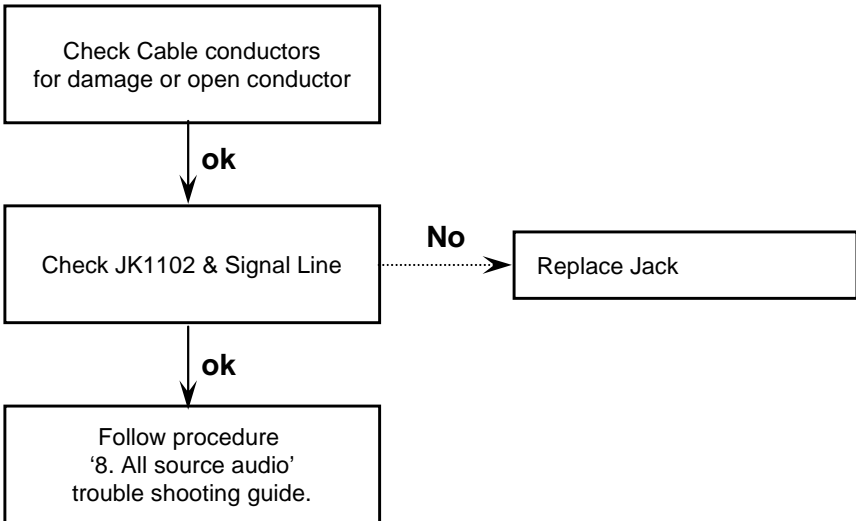 Check Cable conductors
for damage or open conductor
ok
Check JK1102 & Signal Line
No
Replace Jack
ok
Follow procedure
‘8. All source audio’
trouble shooting guide.